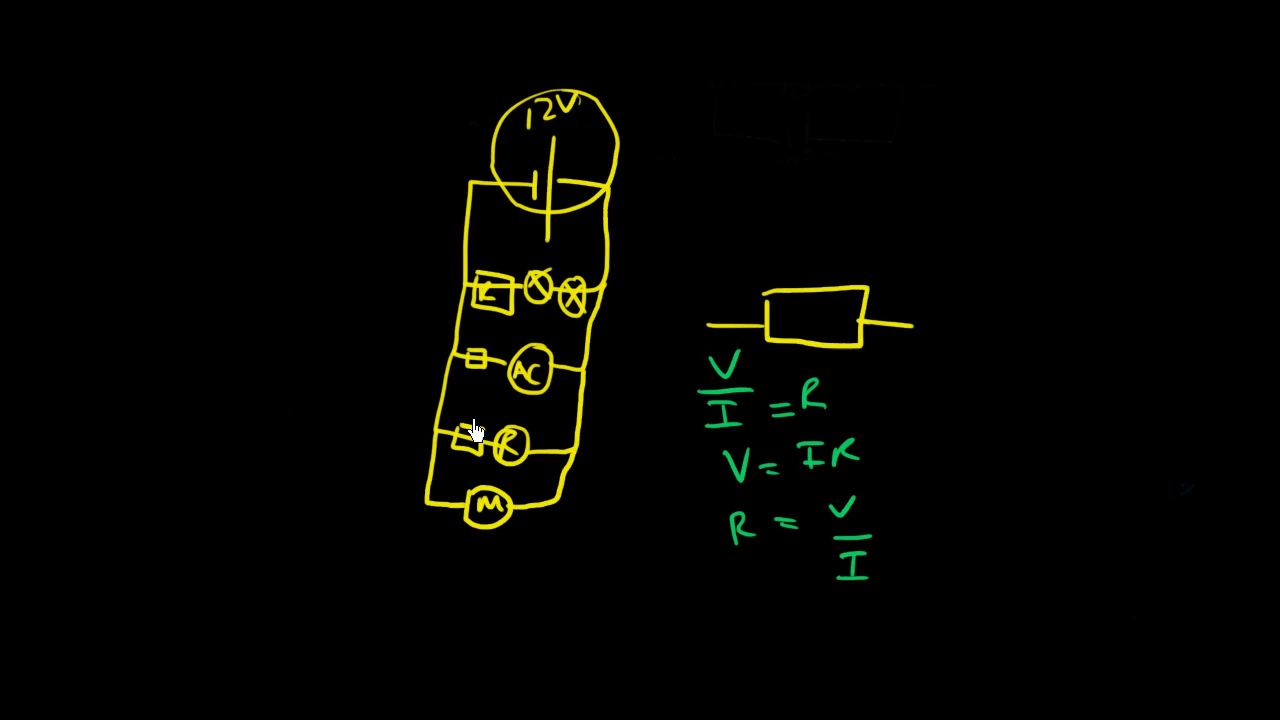 12V
R
AC
R
M
V
I = R
V = IR
R = V
I